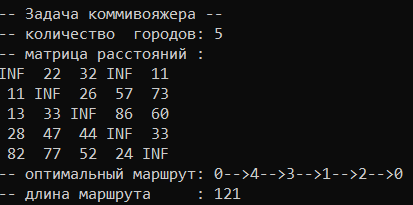 -- Задача коммивояжера --
-- количество  городов: 5
-- матрица расстояний :
INF  22  32 INF  11
 11 INF  26  57  73
 13  33 INF  86  60
 28  47  44 INF  33
 82  77  52  24 INF
-- оптимальный маршрут: 0-->4-->3-->1-->2-->0
-- длина маршрута     : 121